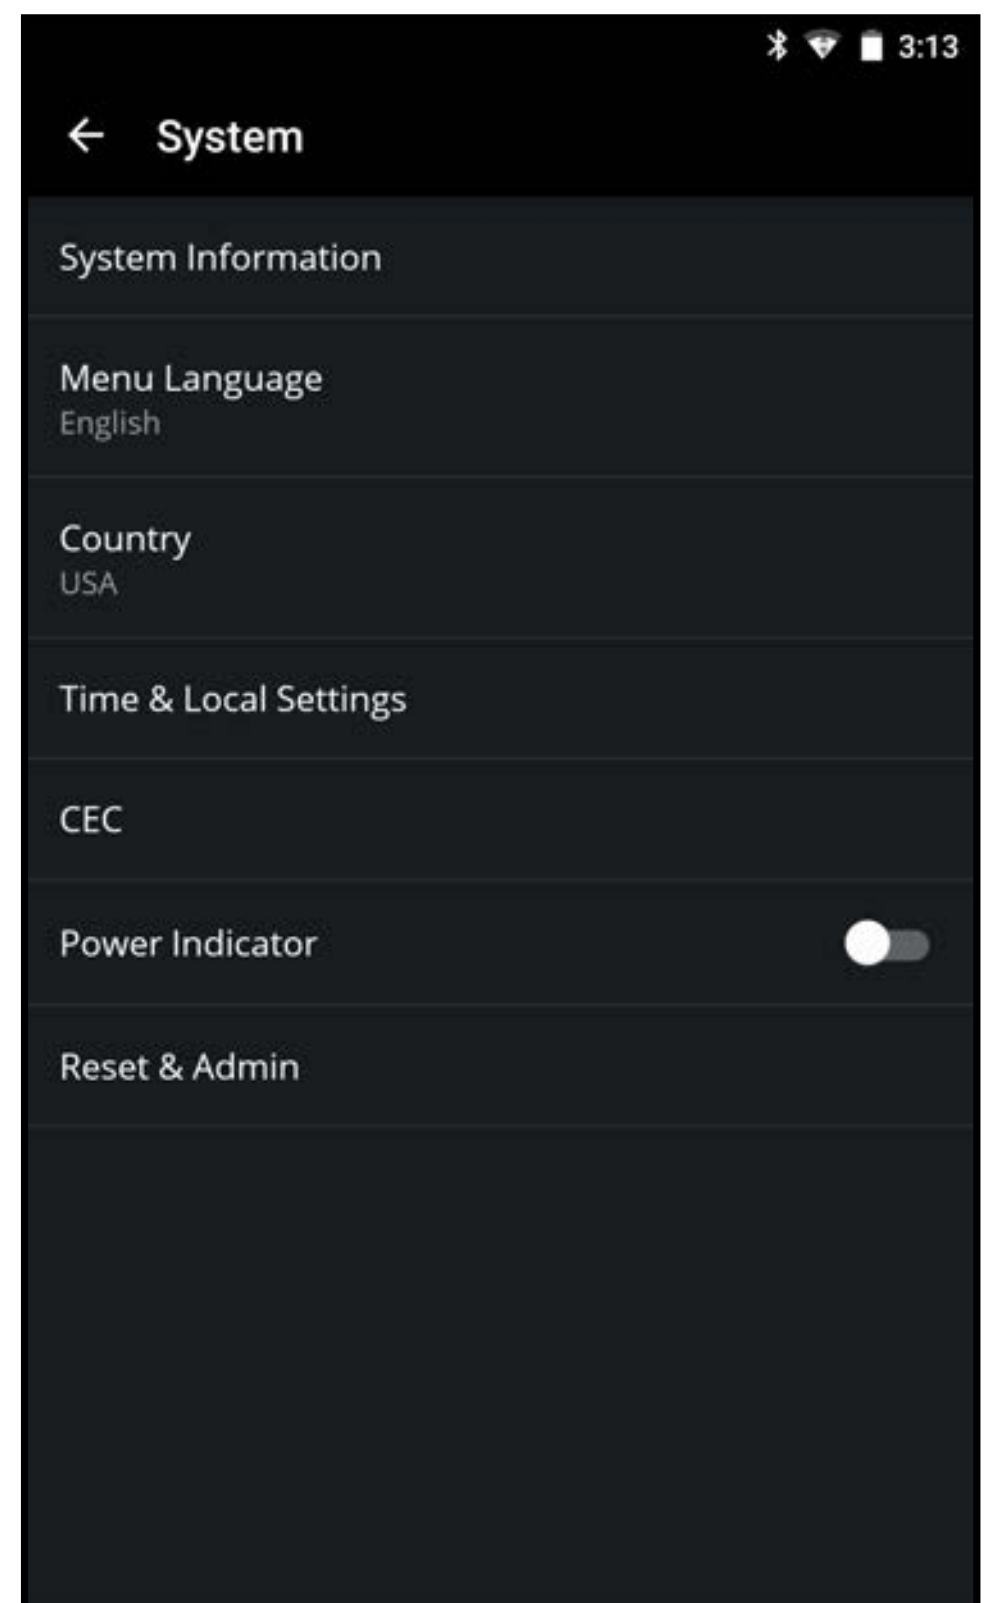 3:13
System
System Information
Menu Language
English
Country
USA
Time & Local Settings
CEC
Power Indicator
Reset & Admin